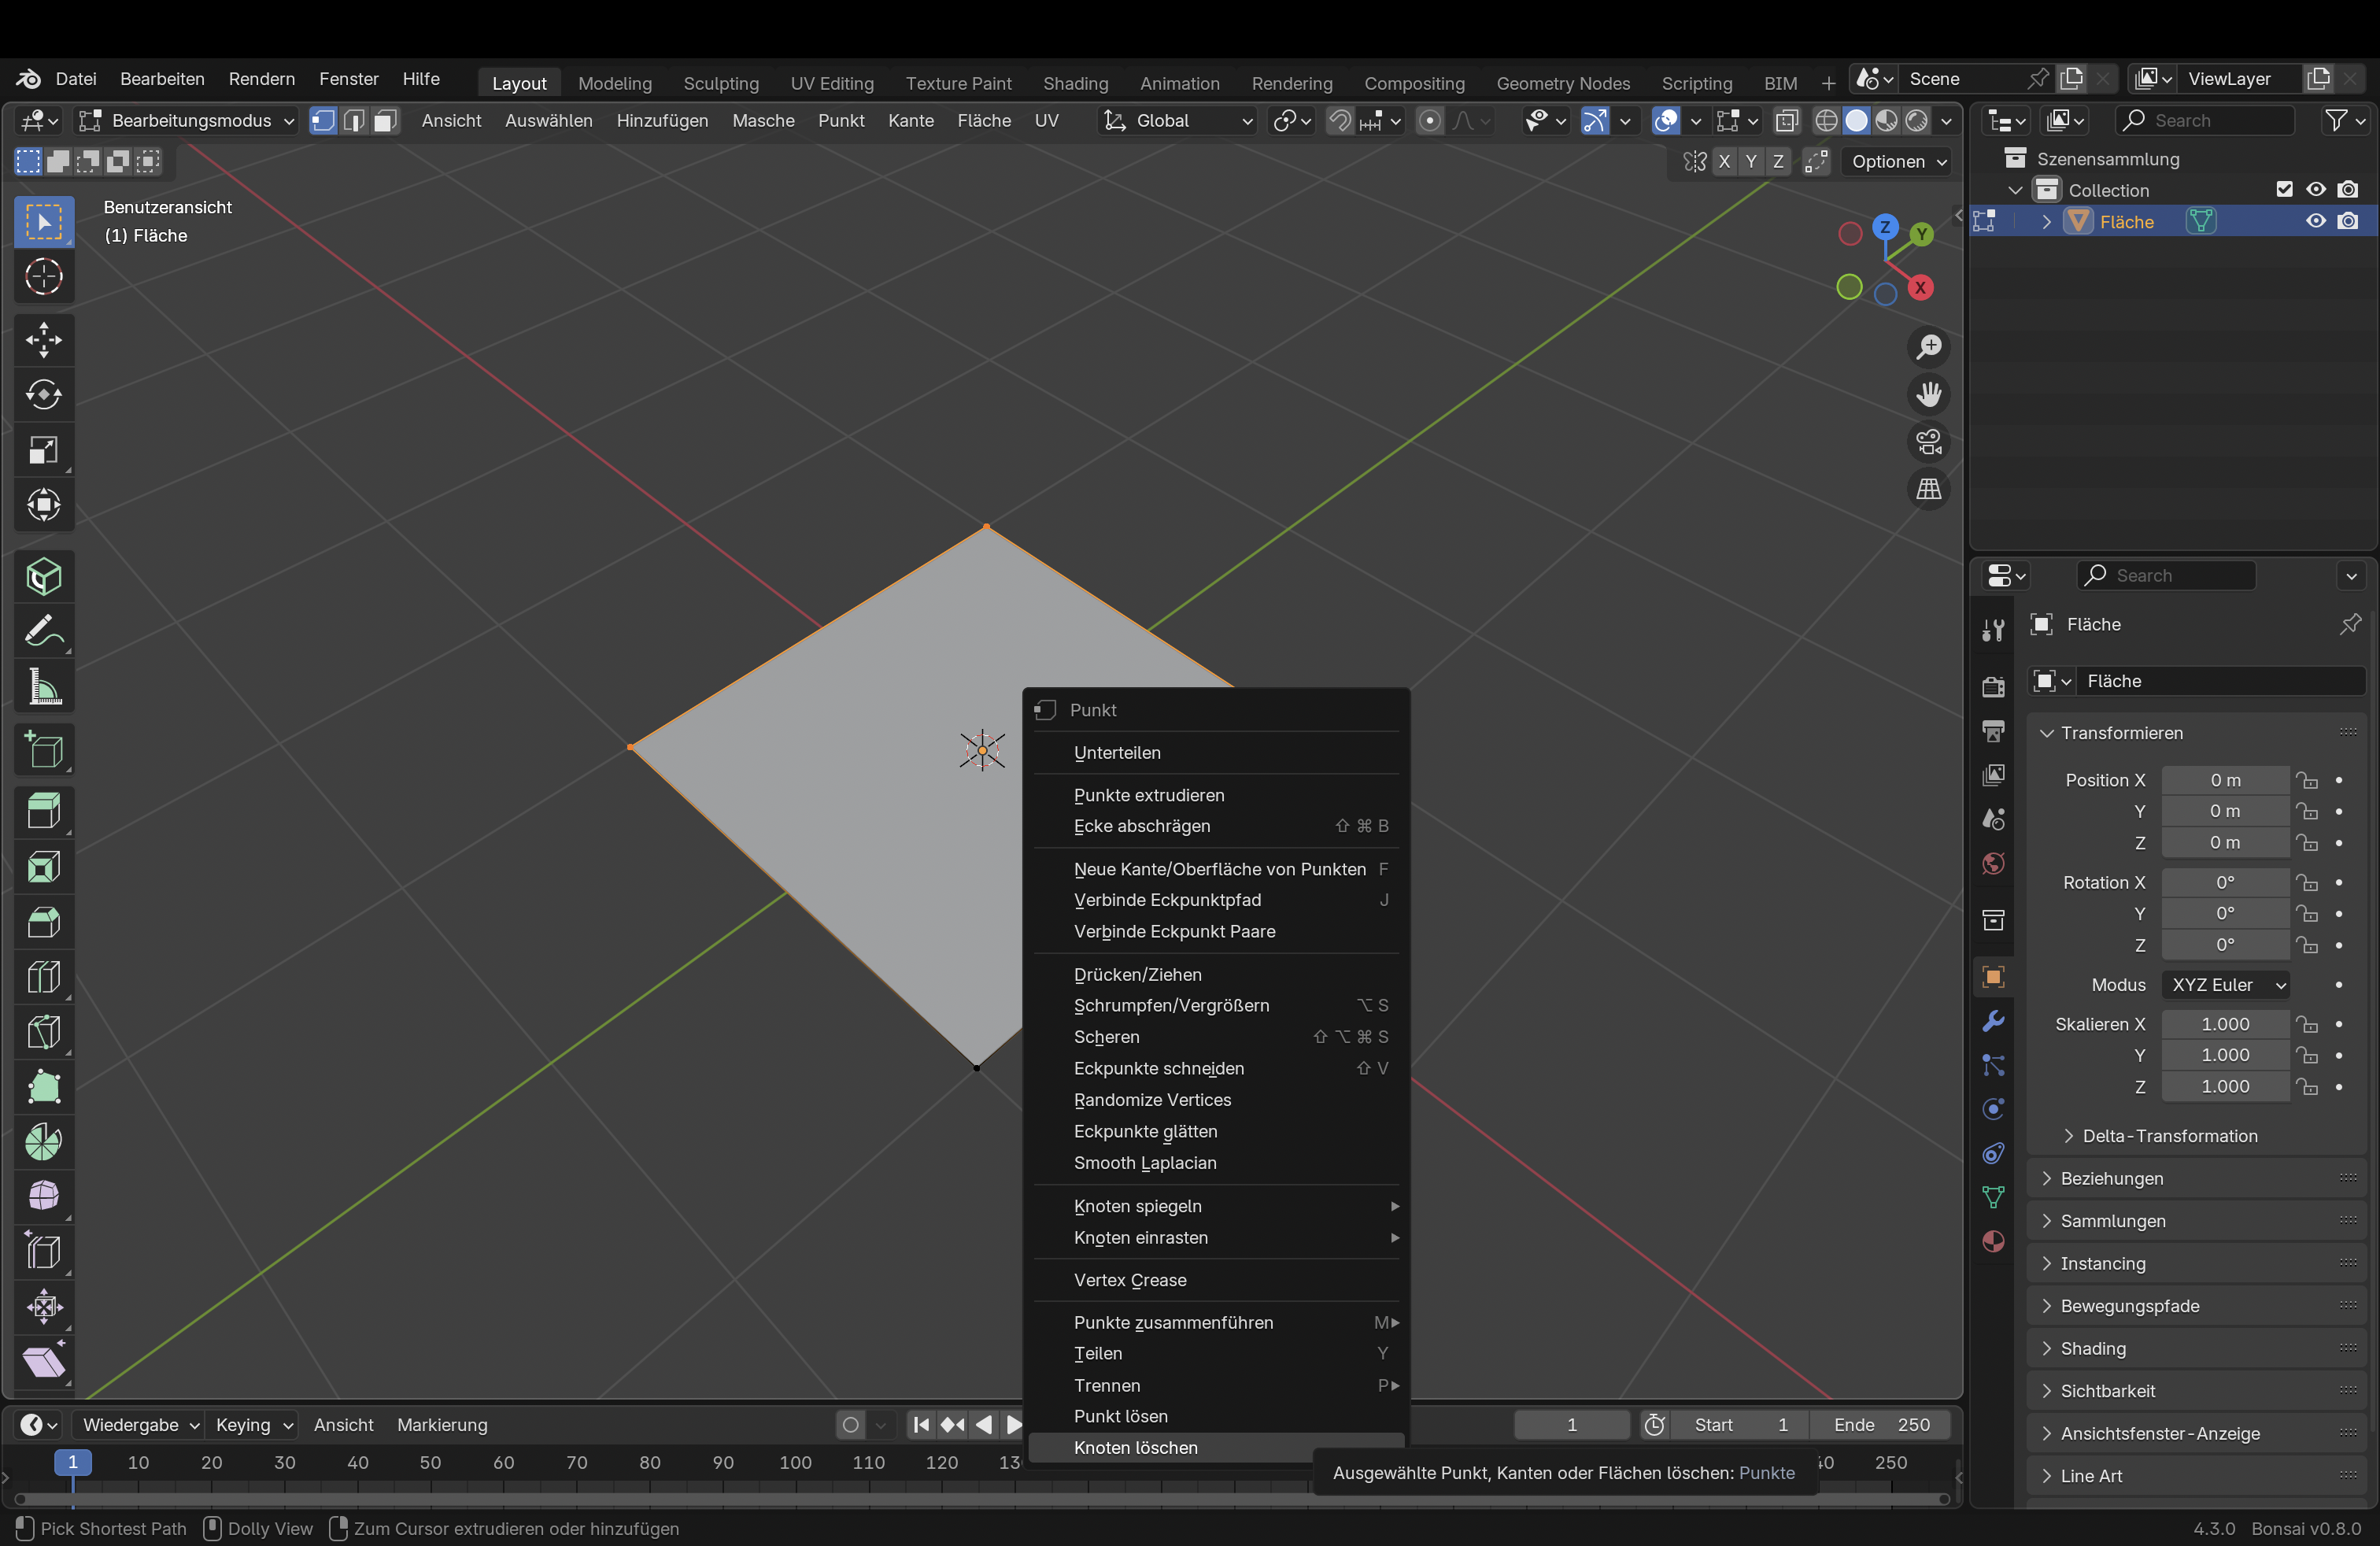 Datei Bearbeiten Rendern Fenster Hilfe Layout Modeling Sculpting UV Editing Texture Paint Shading Animation Rendering Compositing Geometry Nodes Scripting BIM + Scene ViewLayer
Bearbeitungsmodus Ansicht Auswählen Hinzufügen Masche Punkt Kante Fläche UV Global Search
X Y Z Optionen
Szenensammlung
Collection
Fläche
Benutzeransicht
(1) Fläche
Z
Y
X
Search
Fläche
Fläche
Transformieren
Position X 0 m
Y 0 m
Z 0 m
Rotation X 0°
Y 0°
Z 0°
Modus XYZ Euler
Skalieren X 1.000
Y 1.000
Z 1.000
Delta-Transformation
Beziehungen
Sammlungen
Instancing
Bewegungspfade
Shading
Sichtbarkeit
Ansichtsfenster-Anzeige
Line Art
Punkt
Unterteilen
Punkte extrudieren
Ecke abschrägen ⇧ ⌘ B
Neue Kante/Oberfläche von Punkten F
Verbinde Eckpunktpfad J
Verbinde Eckpunkt Paare
Drücken/Ziehen
Schrumpfen/Vergrößern ⌥ S
Scheren ⇧ ⌥ ⌘ S
Eckpunkte schneiden ⇧ V
Randomize Vertices
Eckpunkte glätten
Smooth Laplacian
Knoten spiegeln
Knoten einrasten
Vertex Crease
Punkte zusammenführen M
Teilen Y
Trennen P
Punkt lösen
Knoten löschen
Ausgewählte Punkt, Kanten oder Flächen löschen: Punkte
Wiedergabe Keying Ansicht Markierung 1 Start 1 Ende 250
1 10 20 30 40 50 60 70 80 90 100 110 120 250
Pick Shortest Path Dolly View Zum Cursor extrudieren oder hinzufügen 4.3.0 Bonsai v0.8.0